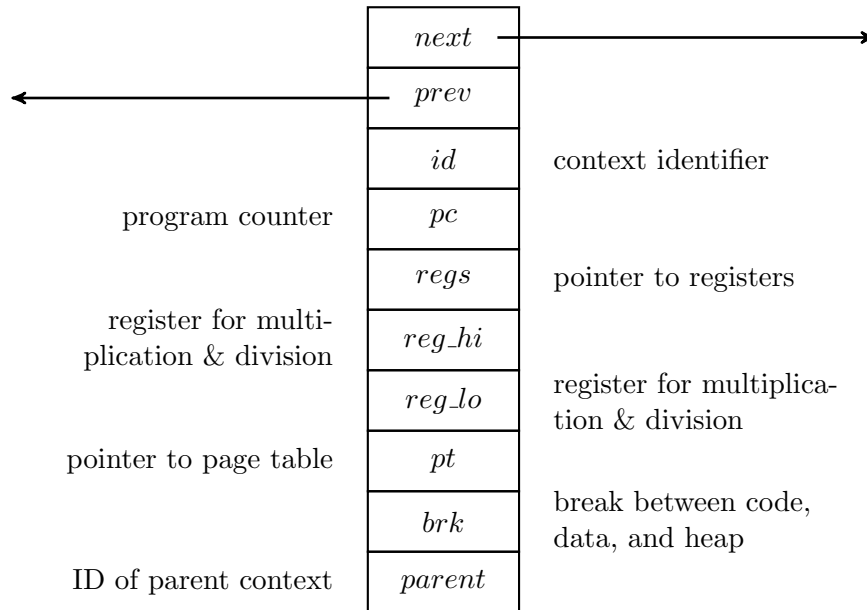 next
prev
id
context identifier
program counter
pc
regs
pointer to registers
register for multi-
plication & division
reg_hi
reg_lo
register for multiplica-
tion & division
pointer to page table
pt
brk
break between code,
data, and heap
ID of parent context
parent